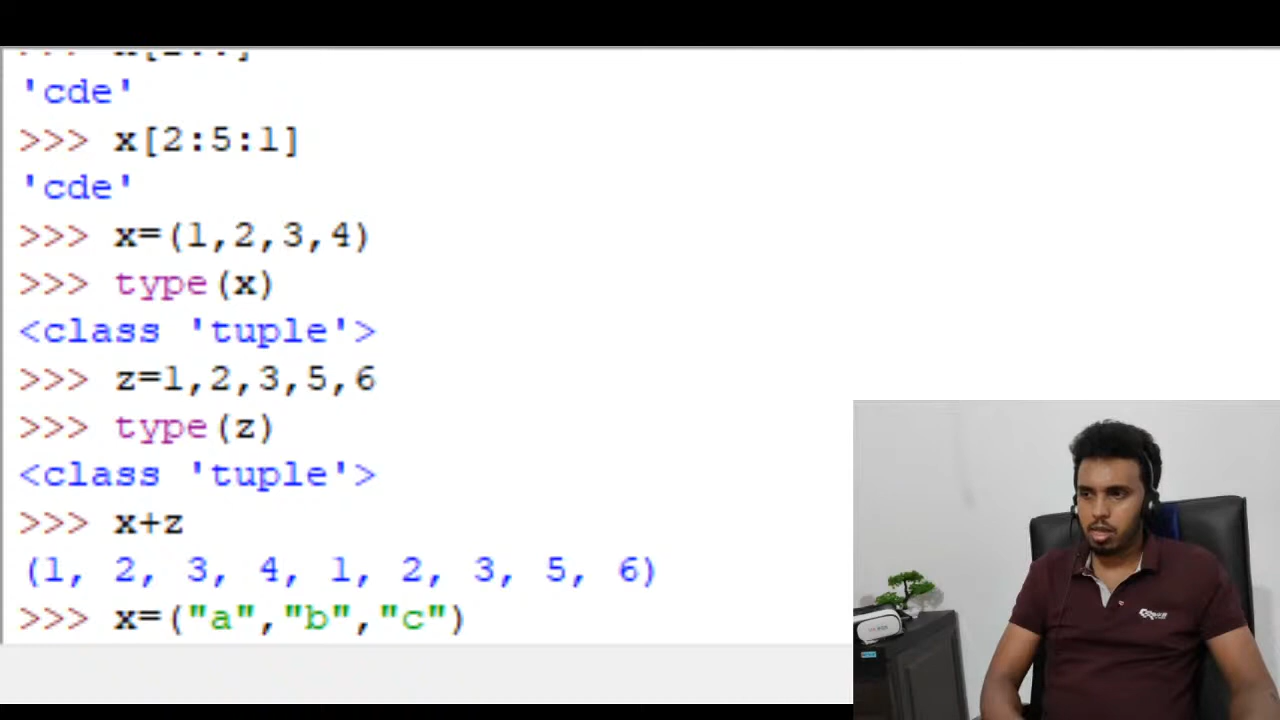 'cde'
>>> x[2:5:1]
'cde'
>>> x=(1,2,3,4)
>>> type(x)
<class 'tuple'>
>>> z=1,2,3,5,6
>>> type(z)
<class 'tuple'>
>>> x+z
(1, 2, 3, 4, 1, 2, 3, 5, 6)
>>> x=("a","b","c")